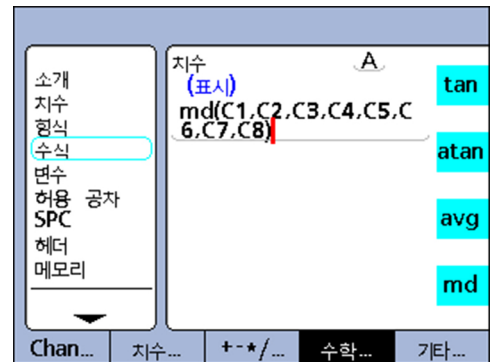 소개
치수
형식
수식
변수
허용 공차
SPC
헤더
메모리
치수
A
(표시)
md(C1,C2,C3,C4,C5,C
6,C7,C8)
tan
atan
avg
md
Chan...
치수...
+-*/...
수학...
기타...